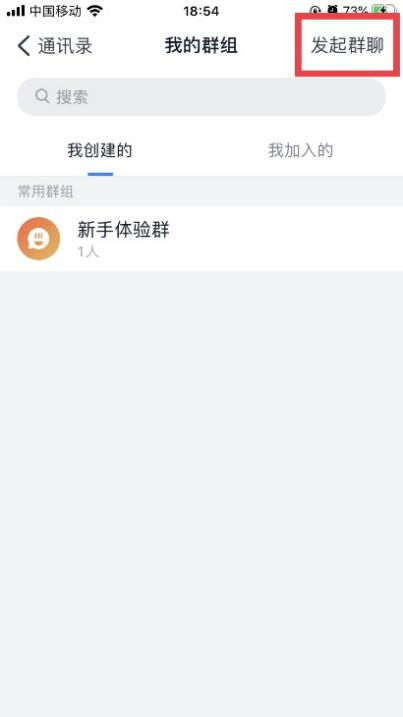 中国移动 18:54 73%
通讯录 我的群组 发起群聊
搜索
我创建的 我加入的
常用群组
新手体验群
1人